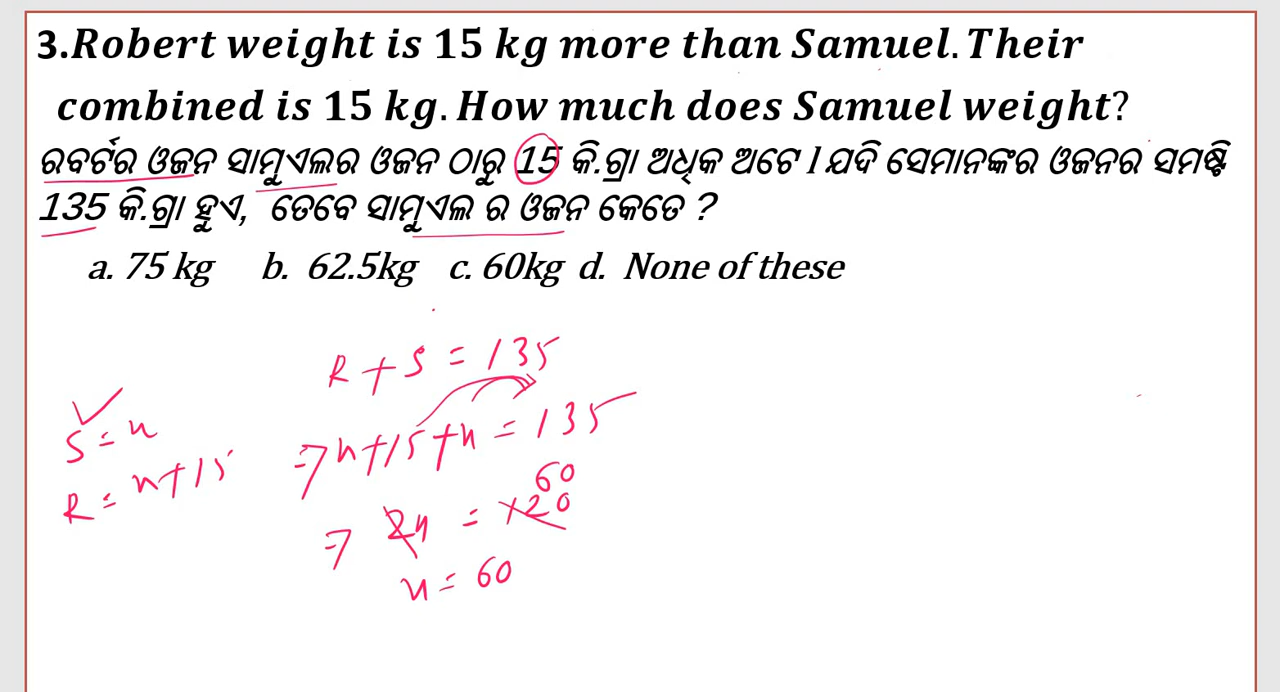 3.Robert weight is 15 kg more than Samuel. Their
combined is 15 kg. How much does Samuel weight?
ରବର୍ଟର ଓଜନ ସାମୁଏଲର ଓଜନ ଠାରୁ 15 କି.ଗ୍ରା ଅଧିକ ଅଟେ l ଯଦି ସେମାନଙ୍କର ଓଜନର ସମଷ୍ଟି
135 କି.ଗ୍ରା ହୁଏ, ତେବେ ସାମୁଏଲ ର ଓଜନ କେତେ ?
a. 75 kg b. 62.5kg c. 60kg d. None of these
R + S = 135
S = x
R = x + 15
⇒ x + 15 + x = 135
60
⇒ 2x = 120
x = 60